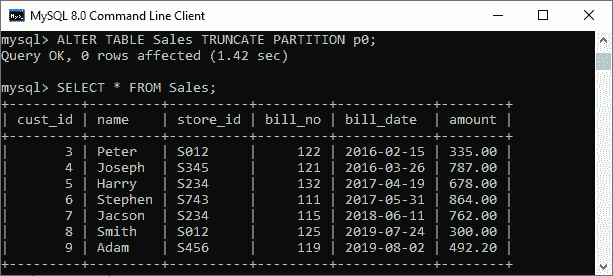 MySQL 8.0 Command Line Client
mysql> ALTER TABLE Sales TRUNCATE PARTITION p0;
Query OK, 0 rows affected (1.42 sec)
mysql> SELECT * FROM Sales;
+---------+---------+----------+---------+------------+--------+
| cust_id | name    | store_id | bill_no | bill_date  | amount |
+---------+---------+----------+---------+------------+--------+
|       3 | Peter   | S012     |     122 | 2016-02-15 | 335.00 |
|       4 | Joseph  | S345     |     121 | 2016-03-26 | 787.00 |
|       5 | Harry   | S234     |     132 | 2017-04-19 | 678.00 |
|       6 | Stephen | S743     |     111 | 2017-05-31 | 864.00 |
|       7 | Jacson  | S234     |     115 | 2018-06-11 | 762.00 |
|       8 | Smith   | S012     |     125 | 2019-07-24 | 300.00 |
|       9 | Adam    | S456     |     119 | 2019-08-02 | 492.20 |
+---------+---------+----------+---------+------------+--------+